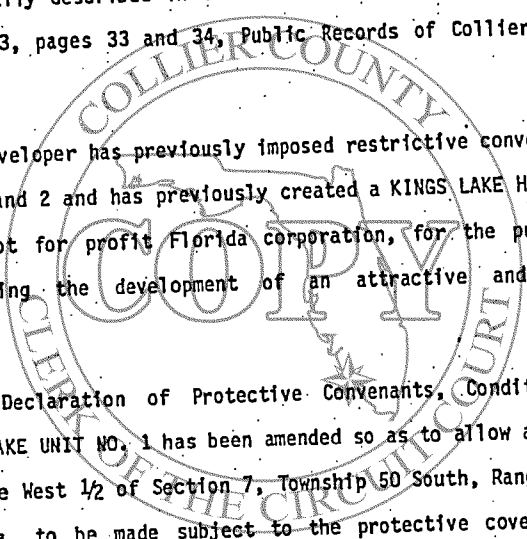 described in
3, pages 33 and 34, Public Records of Collier
veloper has previously imposed restrictive conve
and 2 and has previously created a KINGS LAKE H
ot for profit Florida corporation, for the pu
ing the development of an attractive and
Declaration of Protective Convenants, Condit
AKE UNIT NO. 1 has been amended so as to allow a
e West 1/2 of Section 7, Township 50 South, Ran
to be made subject to the protective cove
COLLIER COUNTY
COPY
CLERK OF THE CIRCUIT COURT